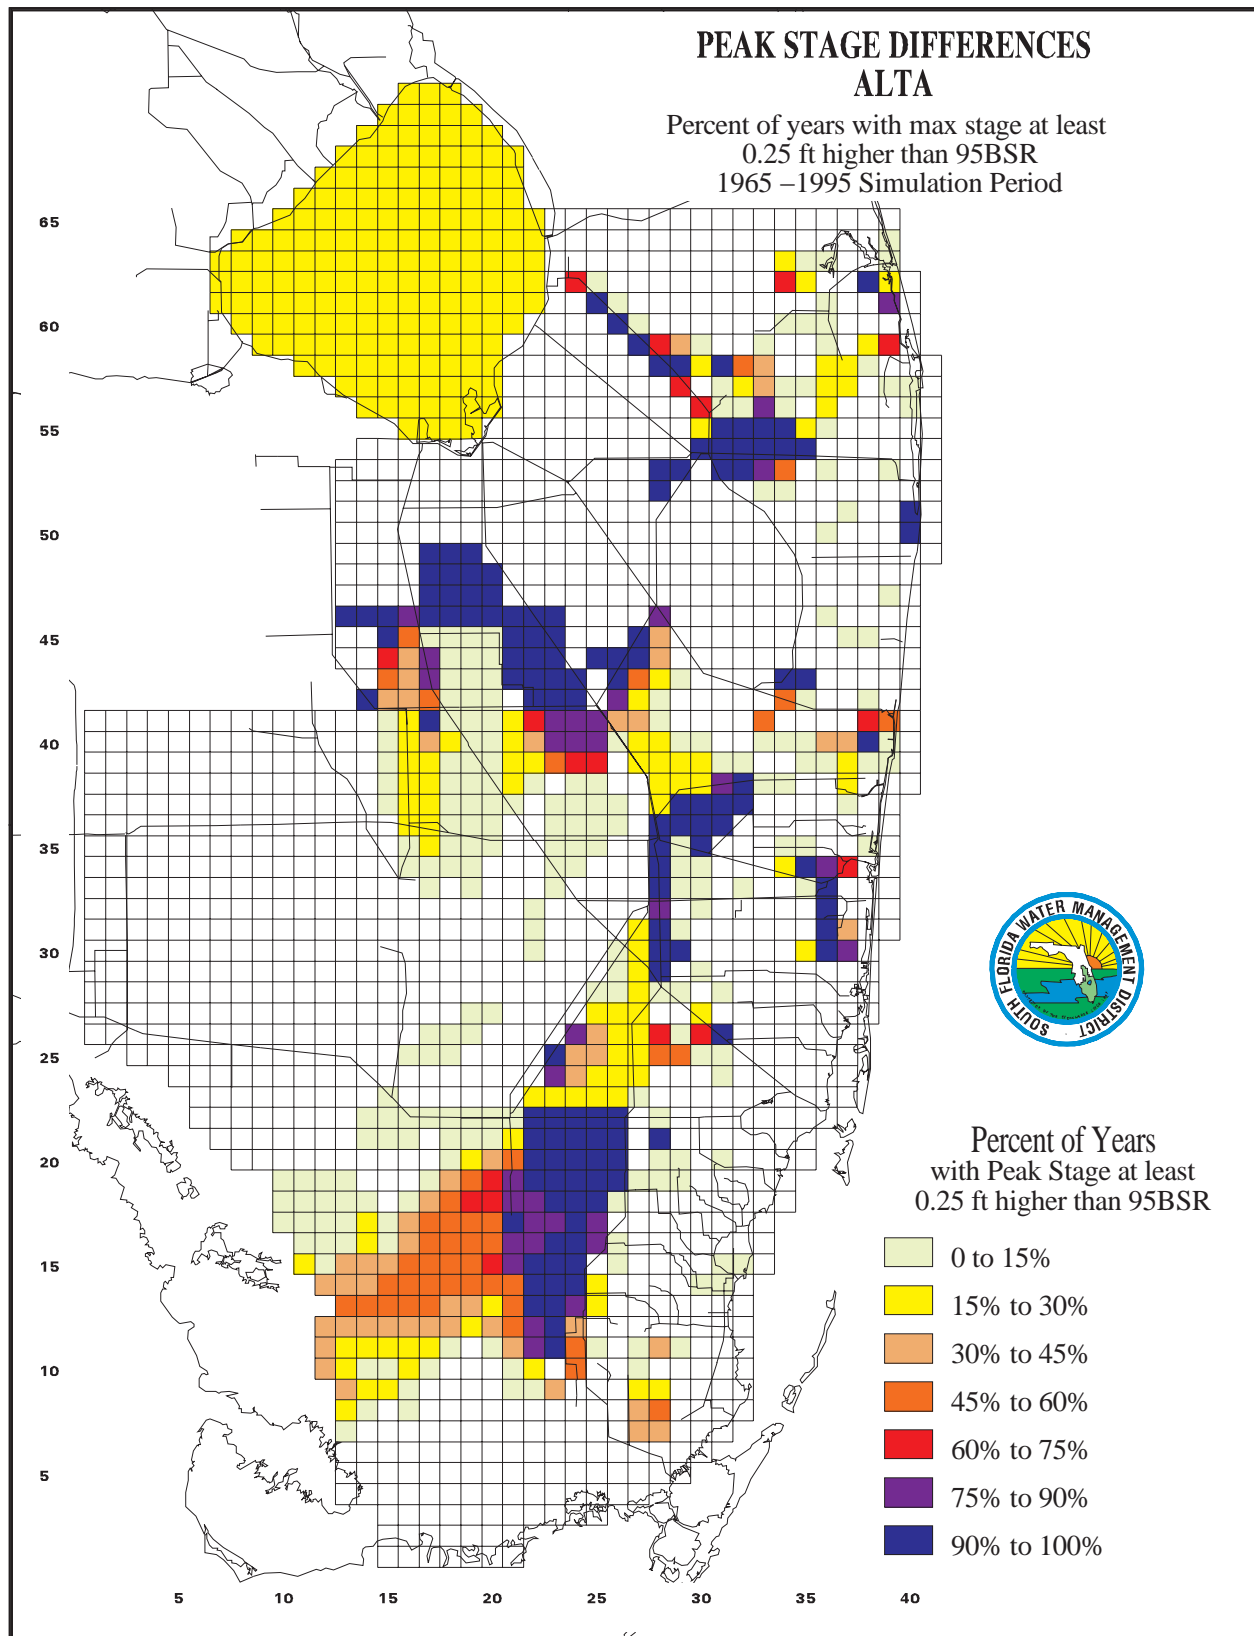 PEAK STAGE DIFFERENCES
ALTA
Percent of years with max stage at least
0.25 ft higher than 95BSR
1965 –1995 Simulation Period
65
60
55
50
45
40
35
30
25
20
15
10
5
5
10
15
20
25
30
35
40
SOUTH FLORIDA WATER MANAGEMENT DISTRICT
Percent of Years
with Peak Stage at least
0.25 ft higher than 95BSR
0 to 15%
15% to 30%
30% to 45%
45% to 60%
60% to 75%
75% to 90%
90% to 100%